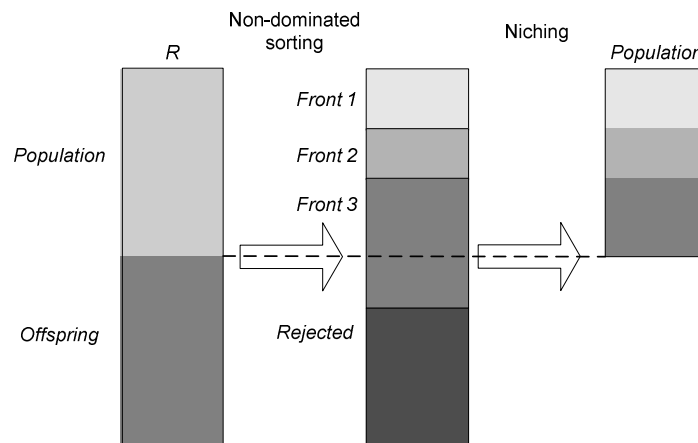 Non-dominated
sorting
Niching
R
Population
Front 1
Population
Front 2
Front 3
Offspring
Rejected